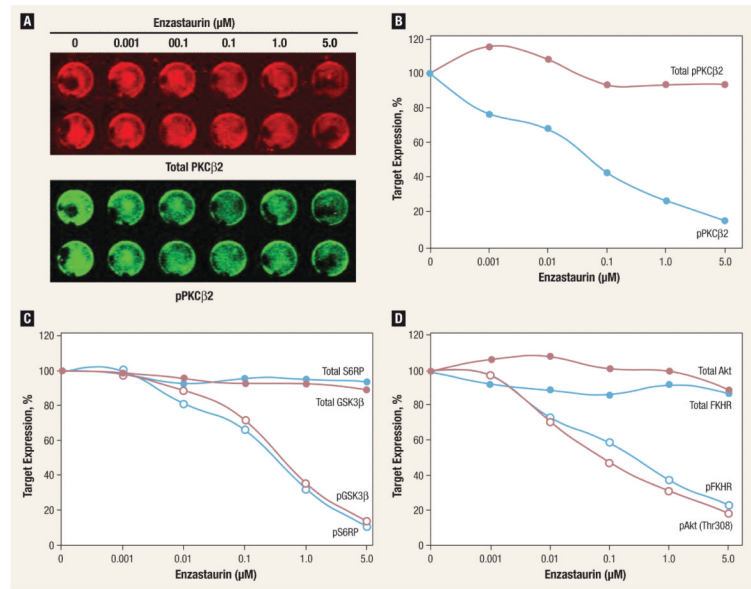 A
Enzastaurin (µM)
0 0.001 00.1 0.1 1.0 5.0
Total PKCβ2
pPKCβ2
B
120
100
80
60
40
20
0
Target Expression, %
Total pPKCβ2
pPKCβ2
0 0.001 0.01 0.1 1.0 5.0
Enzastaurin (µM)
C
120
100
80
60
40
20
0
Target Expression, %
Total S6RP
Total GSK3β
pGSK3β
pS6RP
0 0.001 0.01 0.1 1.0 5.0
Enzastaurin (µM)
D
120
100
80
60
40
20
0
Target Expression, %
Total Akt
Total FKHR
pFKHR
pAkt (Thr308)
0 0.001 0.01 0.1 1.0 5.0
Enzastaurin (µM)